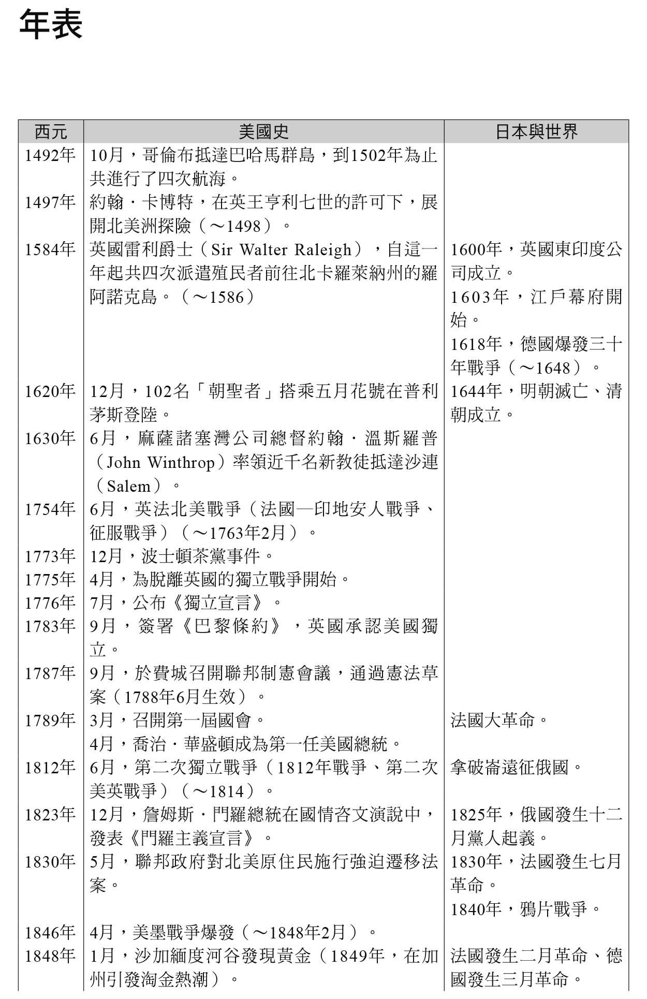 年表
西元 美國史 日本與世界
1492年 10月，哥倫布抵達巴哈馬群島，到1502年為止
共進行了四次航海。
1497年 約翰．卡博特，在英王亨利七世的許可下，展
開北美洲探險（～1498）。
1584年 英國雷利爵士（Sir Walter Raleigh），自這一 1600年，英國東印度公
年起共四次派遣殖民者前往北卡羅萊納州的羅 司成立。
阿諾克島。（～1586） 1603年，江戶幕府開
始。
1618年，德國爆發三十
年戰爭（～1648）。
1620年 12月，102名「朝聖者」搭乘五月花號在普利 1644年，明朝滅亡、清
茅斯登陸。 朝成立。
1630年 6月，麻薩諸塞灣公司總督約翰．溫斯羅普
（John Winthrop）率領近千名新教徒抵達沙連
（Salem）。
1754年 6月，英法北美戰爭（法國—印地安人戰爭、
征服戰爭）（～1763年2月）。
1773年 12月，波士頓茶黨事件。
1775年 4月，為脫離英國的獨立戰爭開始。
1776年 7月，公布《獨立宣言》。
1783年 9月，簽署《巴黎條約》，英國承認美國獨
立。
1787年 9月，於費城召開聯邦制憲會議，通過憲法草
案（1788年6月生效）。
1789年 3月，召開第一屆國會。 法國大革命。
4月，喬治．華盛頓成為第一任美國總統。
1812年 6月，第二次獨立戰爭（1812年戰爭、第二次 拿破崙遠征俄國。
美英戰爭）（～1814）。
1823年 12月，詹姆斯．門羅總統在國情咨文演說中， 1825年，俄國發生十二
發表《門羅主義宣言》。 月黨人起義。
1830年 5月，聯邦政府對北美原住民施行強迫遷移法 1830年，法國發生七月
案。 革命。
1840年，鴉片戰爭。
1846年 4月，美墨戰爭爆發（～1848年2月）。
1848年 1月，沙加緬度河谷發現黃金（1849年，在加 法國發生二月革命、德
州引發淘金熱潮）。 國發生三月革命。